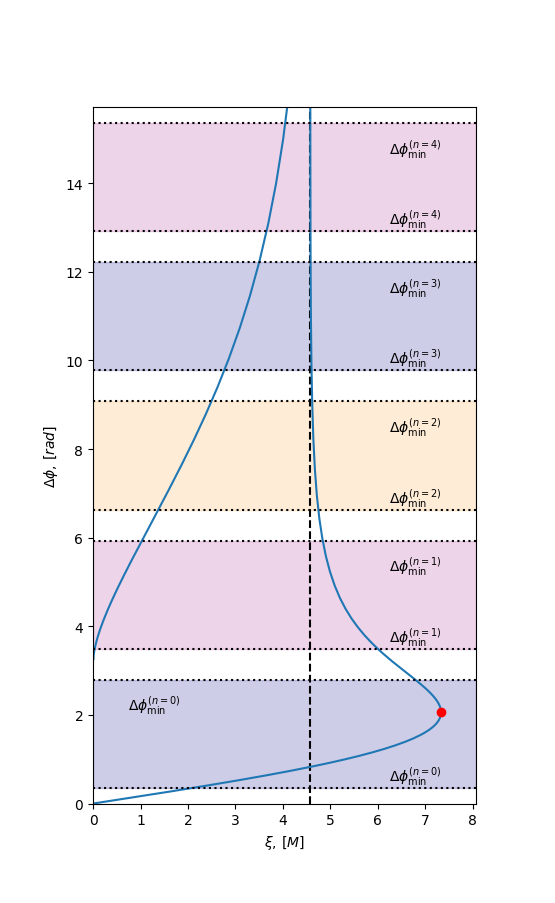 Δϕ_min^(n=4)
Δϕ_min^(n=4)
Δϕ_min^(n=3)
Δϕ_min^(n=3)
Δϕ_min^(n=2)
Δϕ_min^(n=2)
Δϕ_min^(n=1)
Δϕ_min^(n=1)
Δϕ_min^(n=0)
Δϕ_min^(n=0)
14
12
10
8
6
4
2
0
Δϕ, [rad]
0 1 2 3 4 5 6 7 8
ξ, [M]